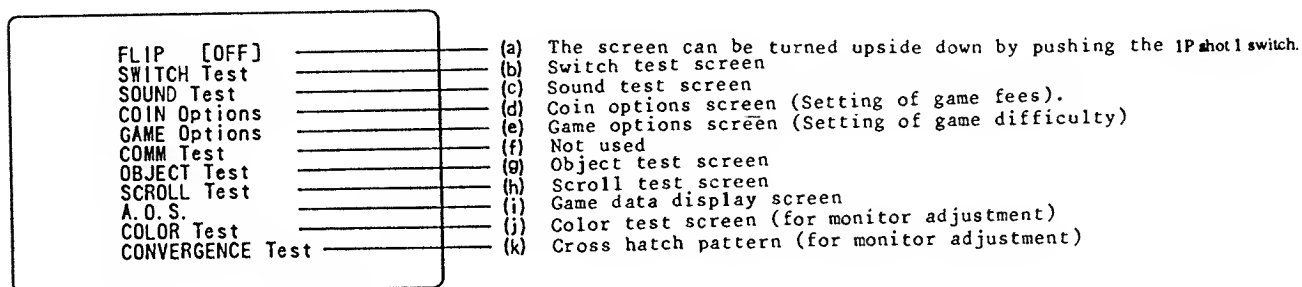 FLIP [OFF] (a) The screen can be turned upside down by pushing the 1P shot 1 switch.
SWITCH Test (b) Switch test screen
SOUND Test (c) Sound test screen
COIN Options (d) Coin options screen (Setting of game fees).
GAME Options (e) Game options screen (Setting of game difficulty)
COMM Test (f) Not used
OBJECT Test (g) Object test screen
SCROLL Test (h) Scroll test screen
A.O.S. (i) Game data display screen
COLOR Test (j) Color test screen (for monitor adjustment)
CONVERGENCE Test (k) Cross hatch pattern (for monitor adjustment)